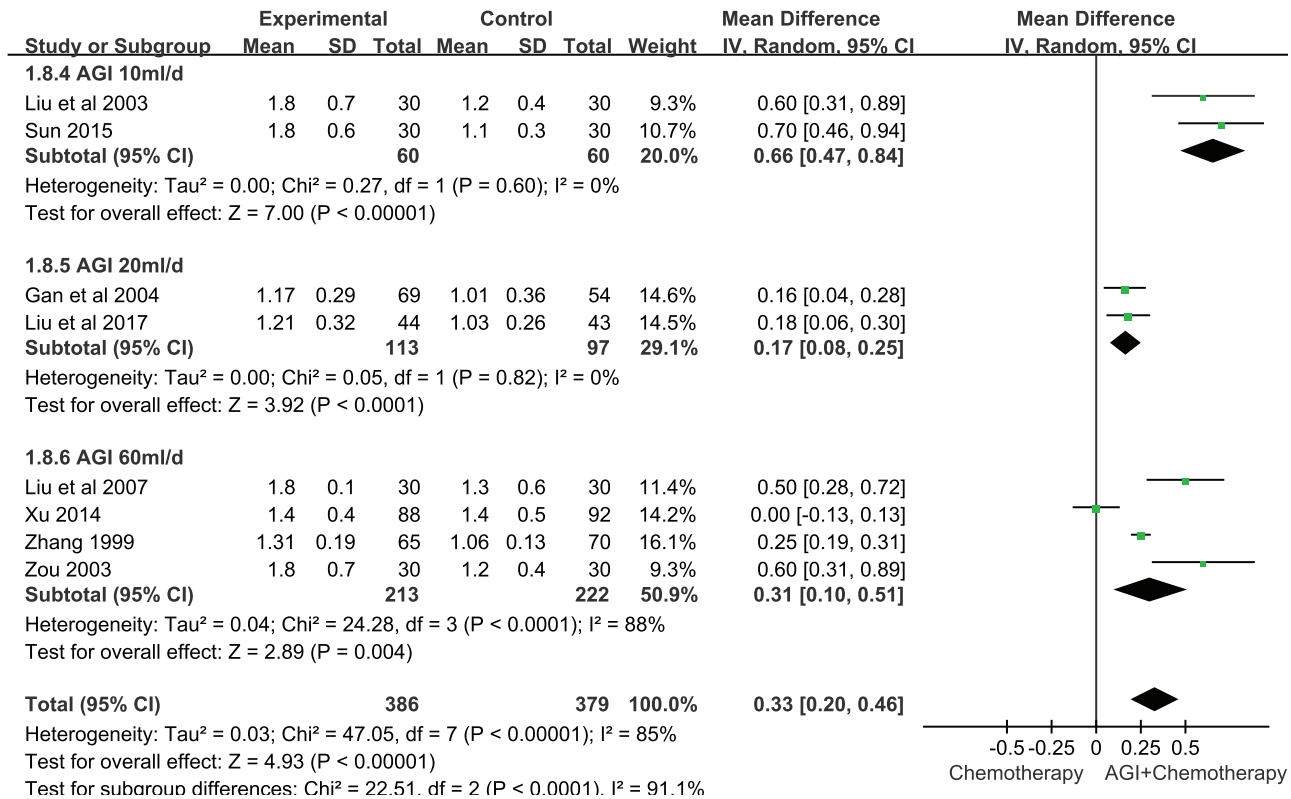 Experimental Control Mean Difference Mean Difference
Study or Subgroup Mean SD Total Mean SD Total Weight IV, Random, 95% CI IV, Random, 95% CI
1.8.4 AGI 10ml/d
Liu et al 2003 1.8 0.7 30 1.2 0.4 30 9.3% 0.60 [0.31, 0.89]
Sun 2015 1.8 0.6 30 1.1 0.3 30 10.7% 0.70 [0.46, 0.94]
Subtotal (95% CI) 60 60 20.0% 0.66 [0.47, 0.84]
Heterogeneity: Tau² = 0.00; Chi² = 0.27, df = 1 (P = 0.60); I² = 0%
Test for overall effect: Z = 7.00 (P < 0.00001)
1.8.5 AGI 20ml/d
Gan et al 2004 1.17 0.29 69 1.01 0.36 54 14.6% 0.16 [0.04, 0.28]
Liu et al 2017 1.21 0.32 44 1.03 0.26 43 14.5% 0.18 [0.06, 0.30]
Subtotal (95% CI) 113 97 29.1% 0.17 [0.08, 0.25]
Heterogeneity: Tau² = 0.00; Chi² = 0.05, df = 1 (P = 0.82); I² = 0%
Test for overall effect: Z = 3.92 (P < 0.0001)
1.8.6 AGI 60ml/d
Liu et al 2007 1.8 0.1 30 1.3 0.6 30 11.4% 0.50 [0.28, 0.72]
Xu 2014 1.4 0.4 88 1.4 0.5 92 14.2% 0.00 [-0.13, 0.13]
Zhang 1999 1.31 0.19 65 1.06 0.13 70 16.1% 0.25 [0.19, 0.31]
Zou 2003 1.8 0.7 30 1.2 0.4 30 9.3% 0.60 [0.31, 0.89]
Subtotal (95% CI) 213 222 50.9% 0.31 [0.10, 0.51]
Heterogeneity: Tau² = 0.04; Chi² = 24.28, df = 3 (P < 0.0001); I² = 88%
Test for overall effect: Z = 2.89 (P = 0.004)
Total (95% CI) 386 379 100.0% 0.33 [0.20, 0.46]
Heterogeneity: Tau² = 0.03; Chi² = 47.05, df = 7 (P < 0.00001); I² = 85%
Test for overall effect: Z = 4.93 (P < 0.00001)
Test for subgroup differences: Chi² = 22.51, df = 2 (P < 0.0001), I² = 91.1%
-0.5 -0.25 0 0.25 0.5
Chemotherapy AGI+Chemotherapy